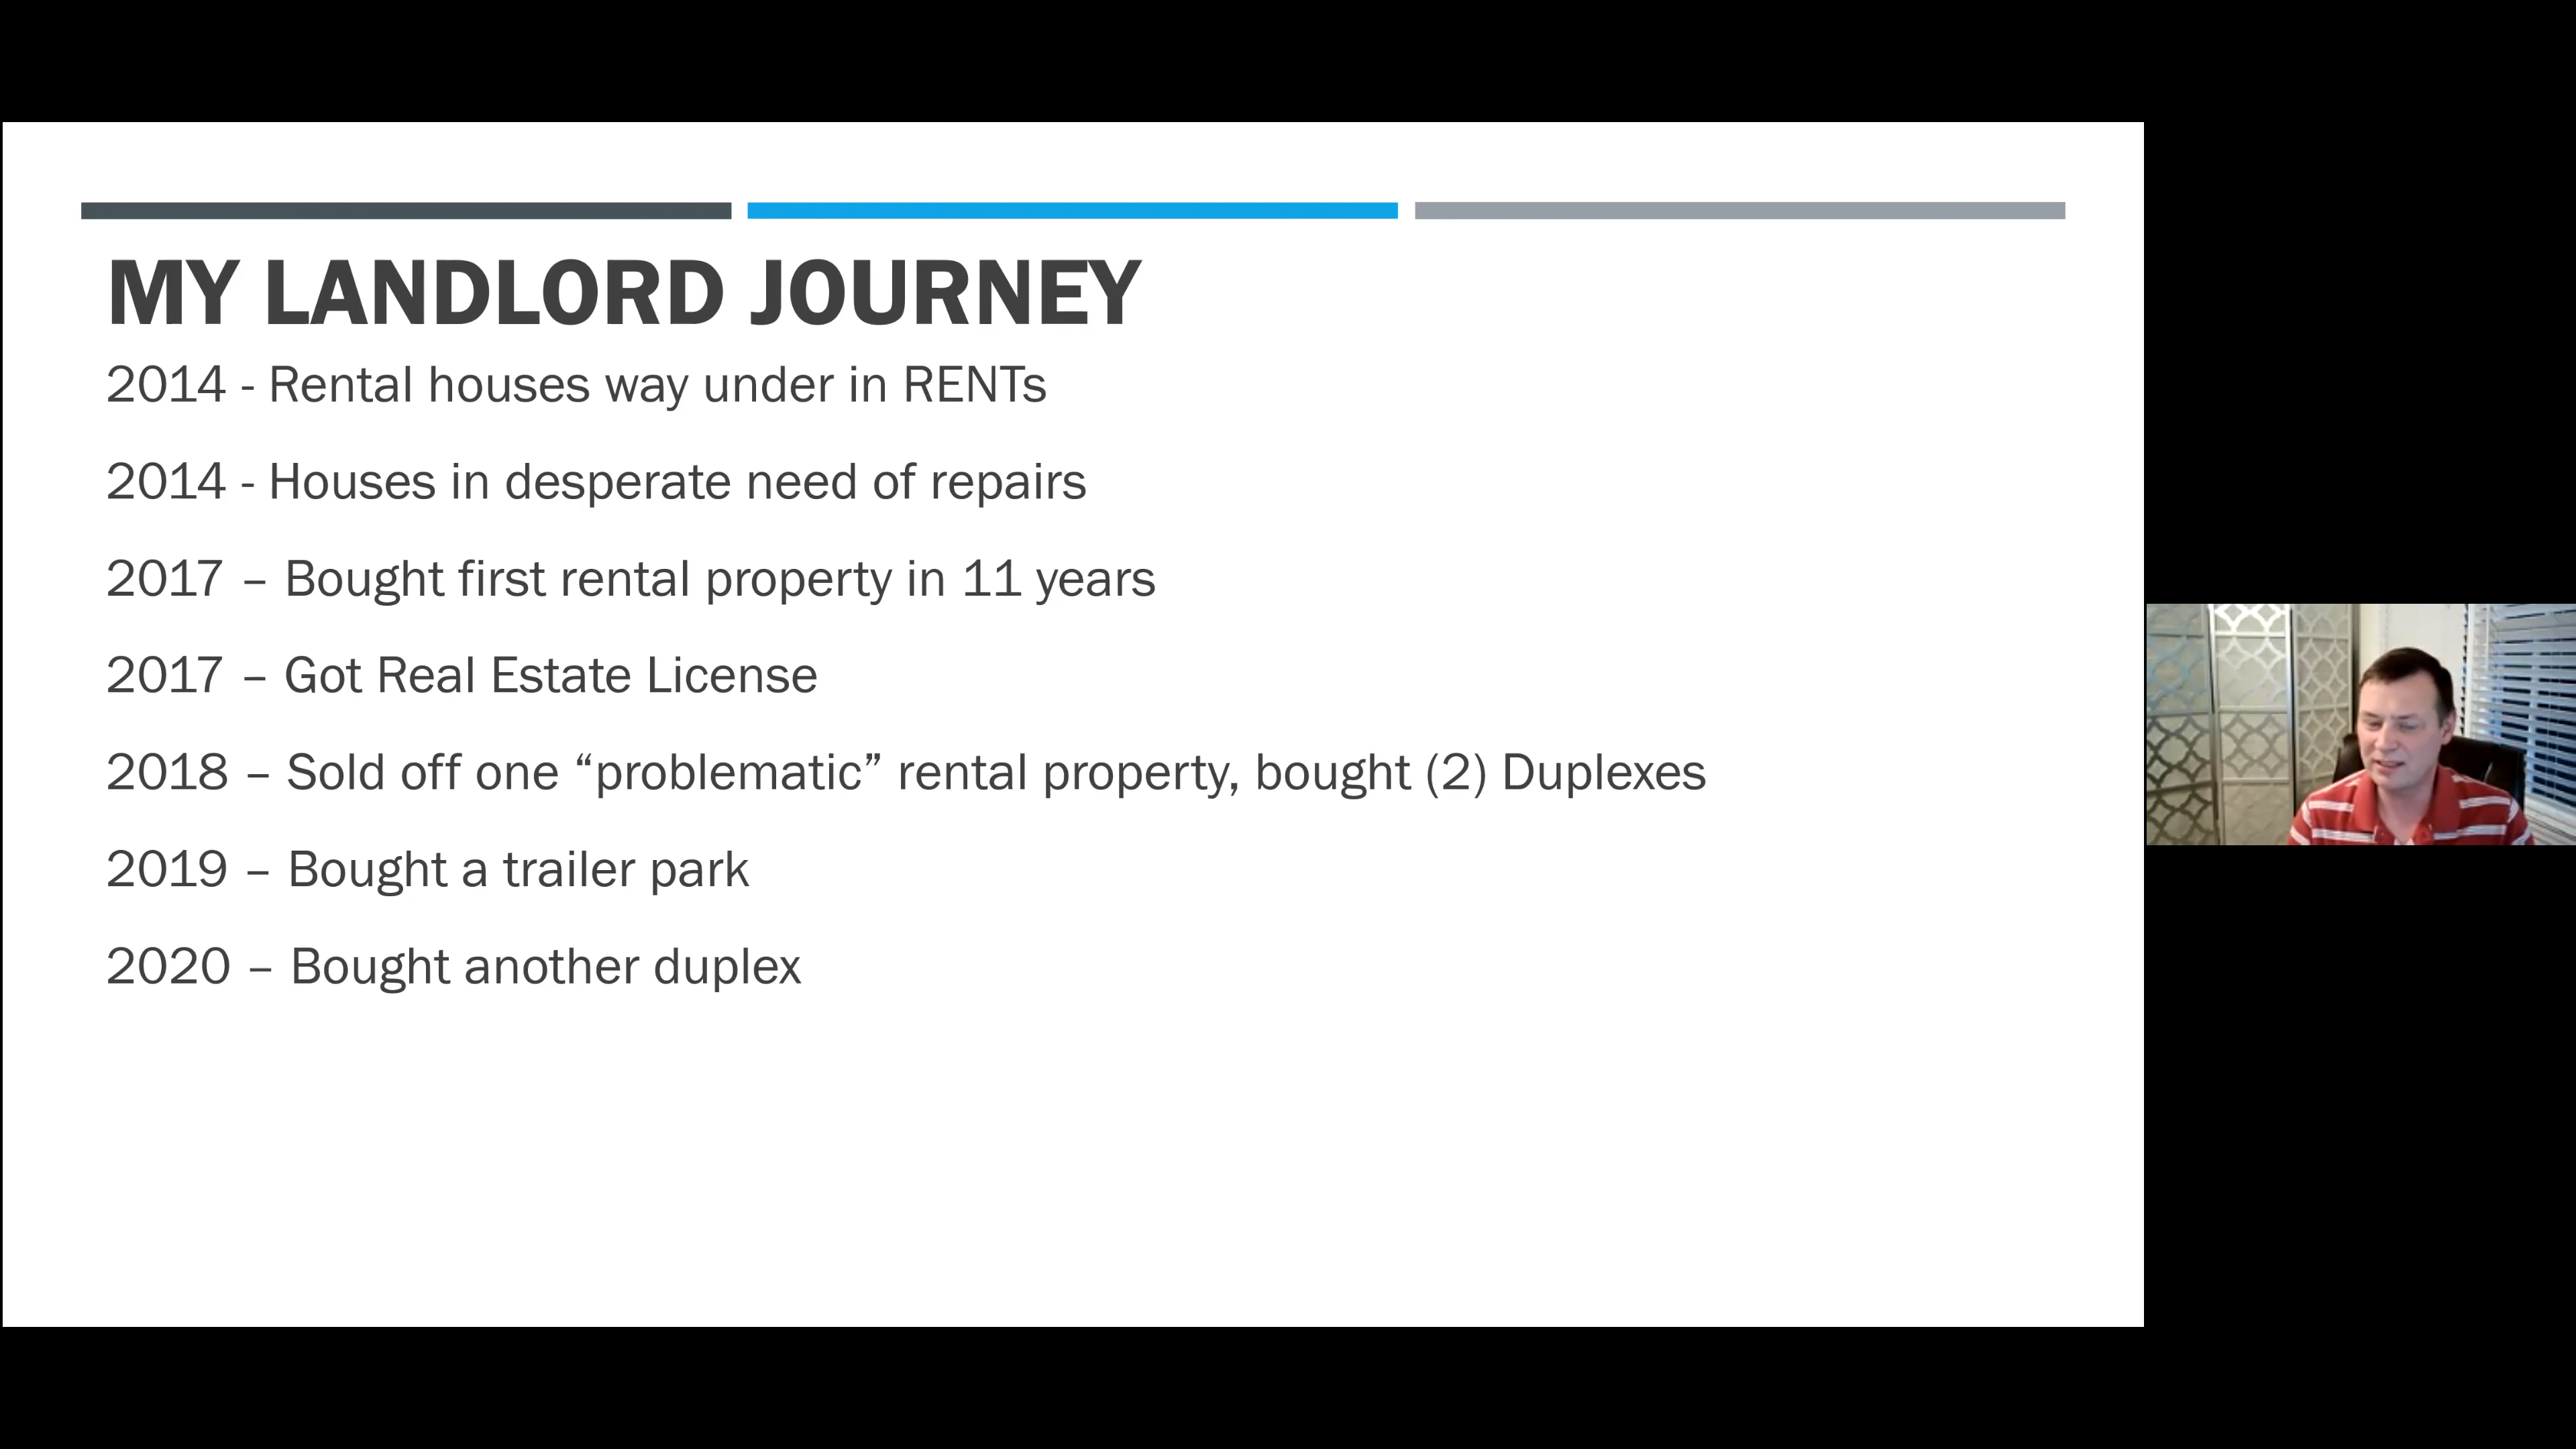 MY LANDLORD JOURNEY
2014 - Rental houses way under in RENTs
2014 - Houses in desperate need of repairs
2017 – Bought first rental property in 11 years
2017 – Got Real Estate License
2018 – Sold off one “problematic” rental property, bought (2) Duplexes
2019 – Bought a trailer park
2020 – Bought another duplex